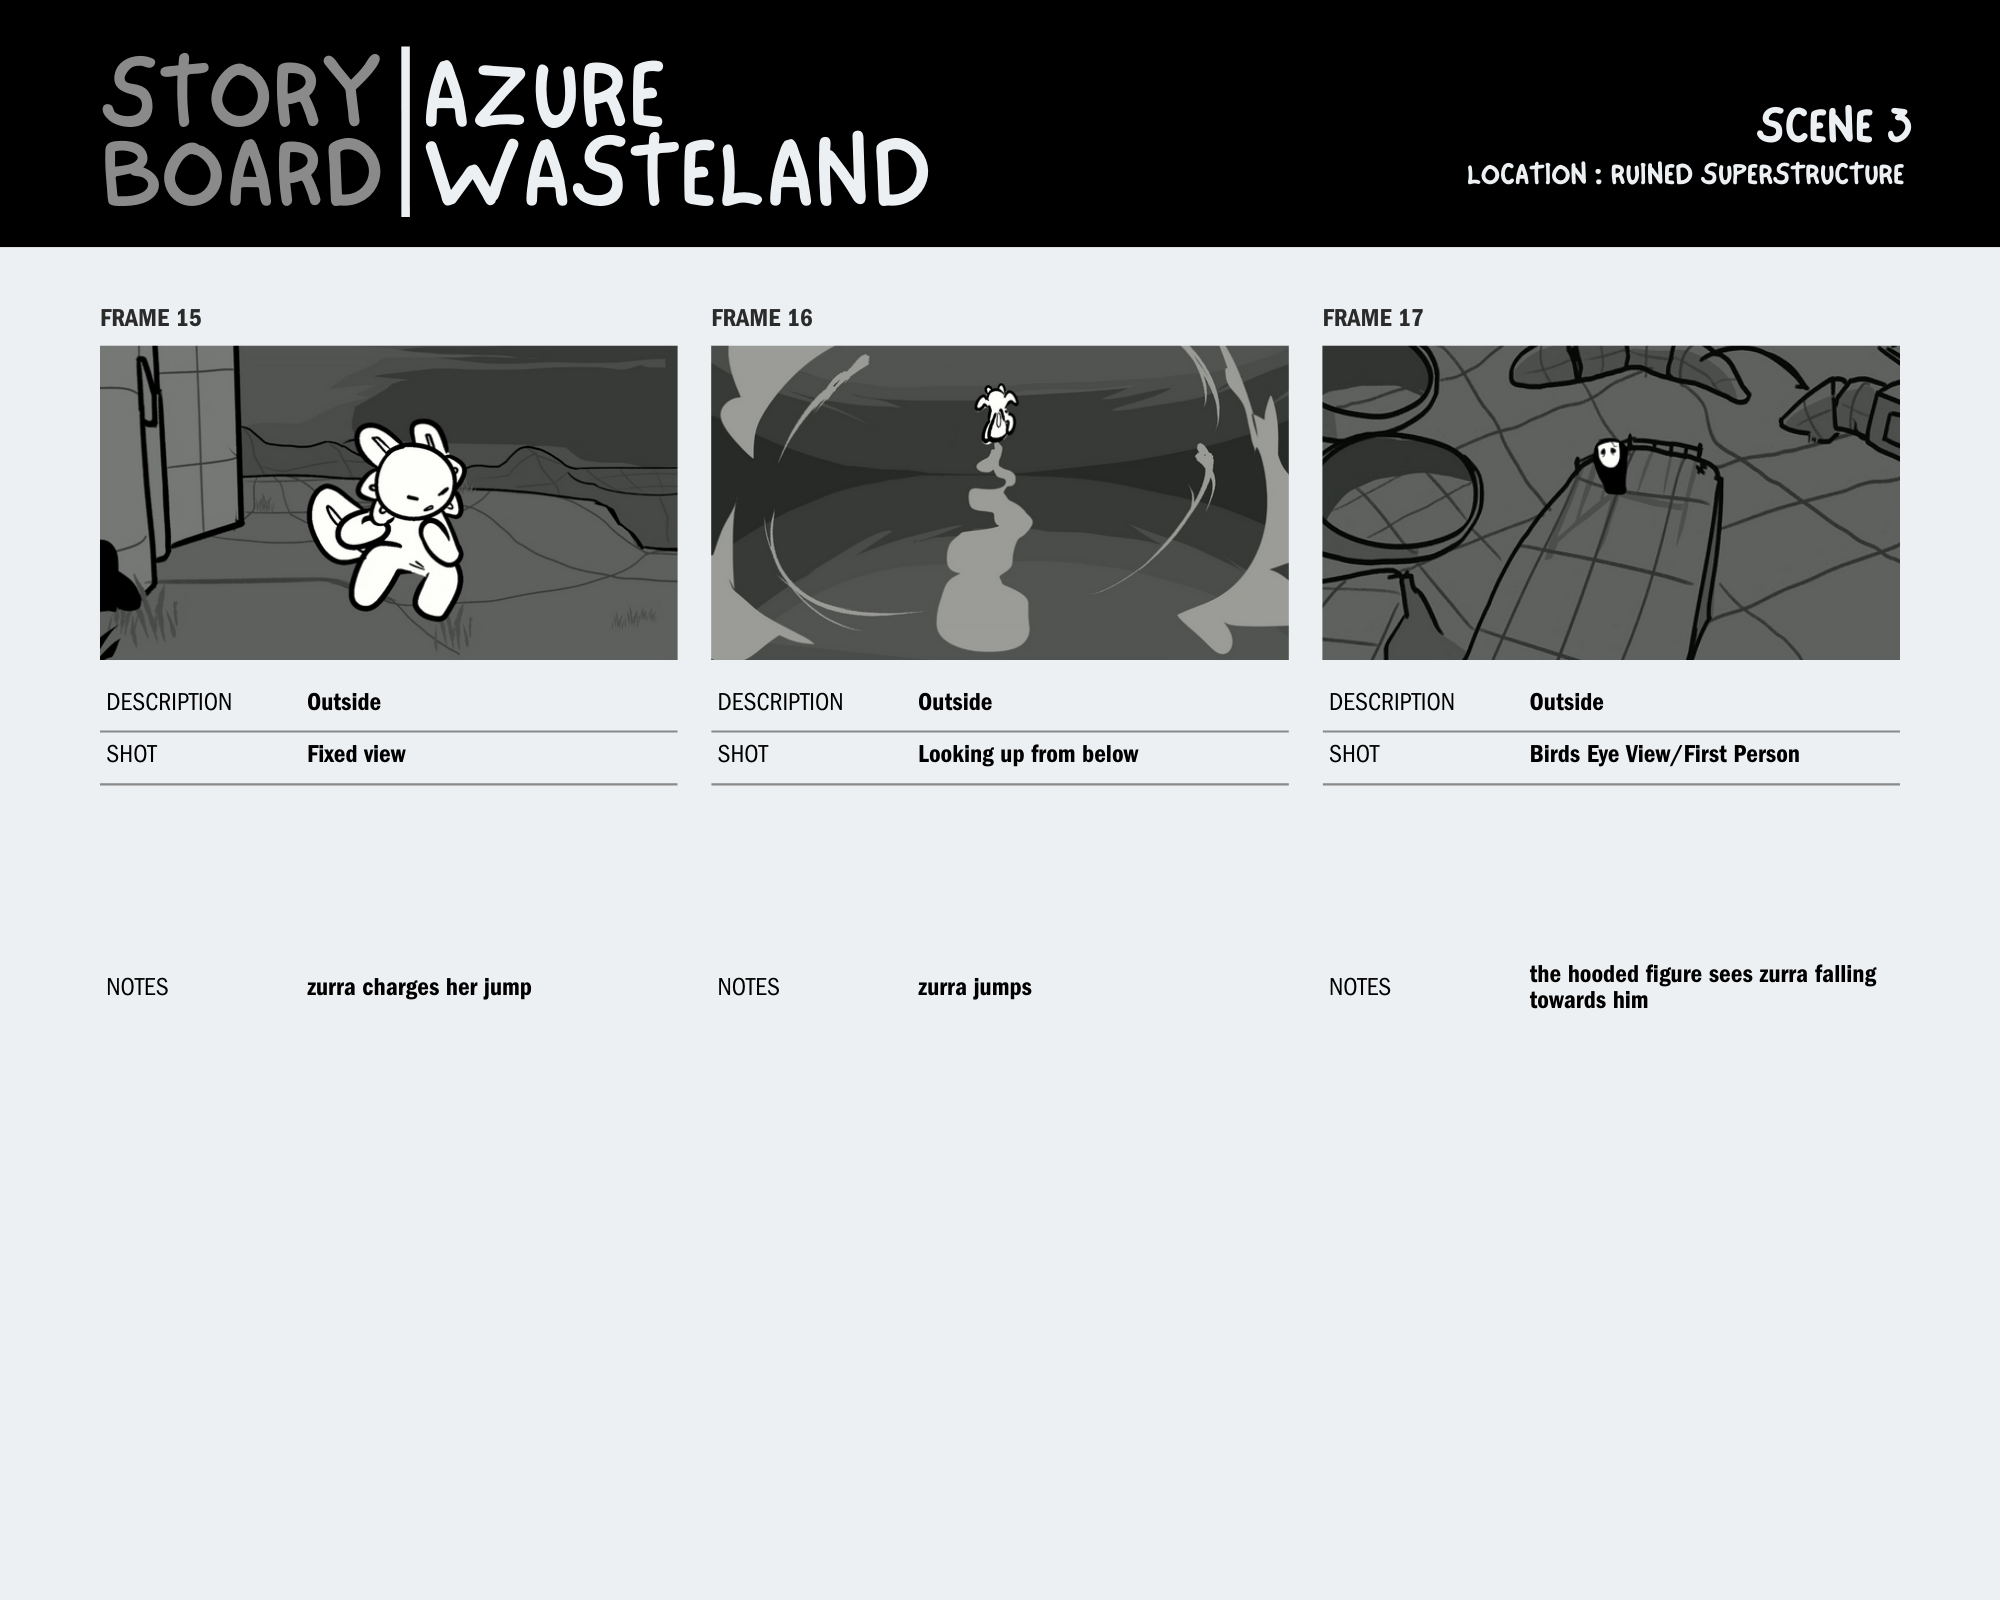 STORY
BOARD
AZURE
WASTELAND
SCENE 3
LOCATION : RUINED SUPERSTRUCTURE
FRAME 15
DESCRIPTION Outside
SHOT Fixed view
NOTES zurra charges her jump
FRAME 16
DESCRIPTION Outside
SHOT Looking up from below
NOTES zurra jumps
FRAME 17
DESCRIPTION Outside
SHOT Birds Eye View/First Person
NOTES the hooded figure sees zurra falling
towards him